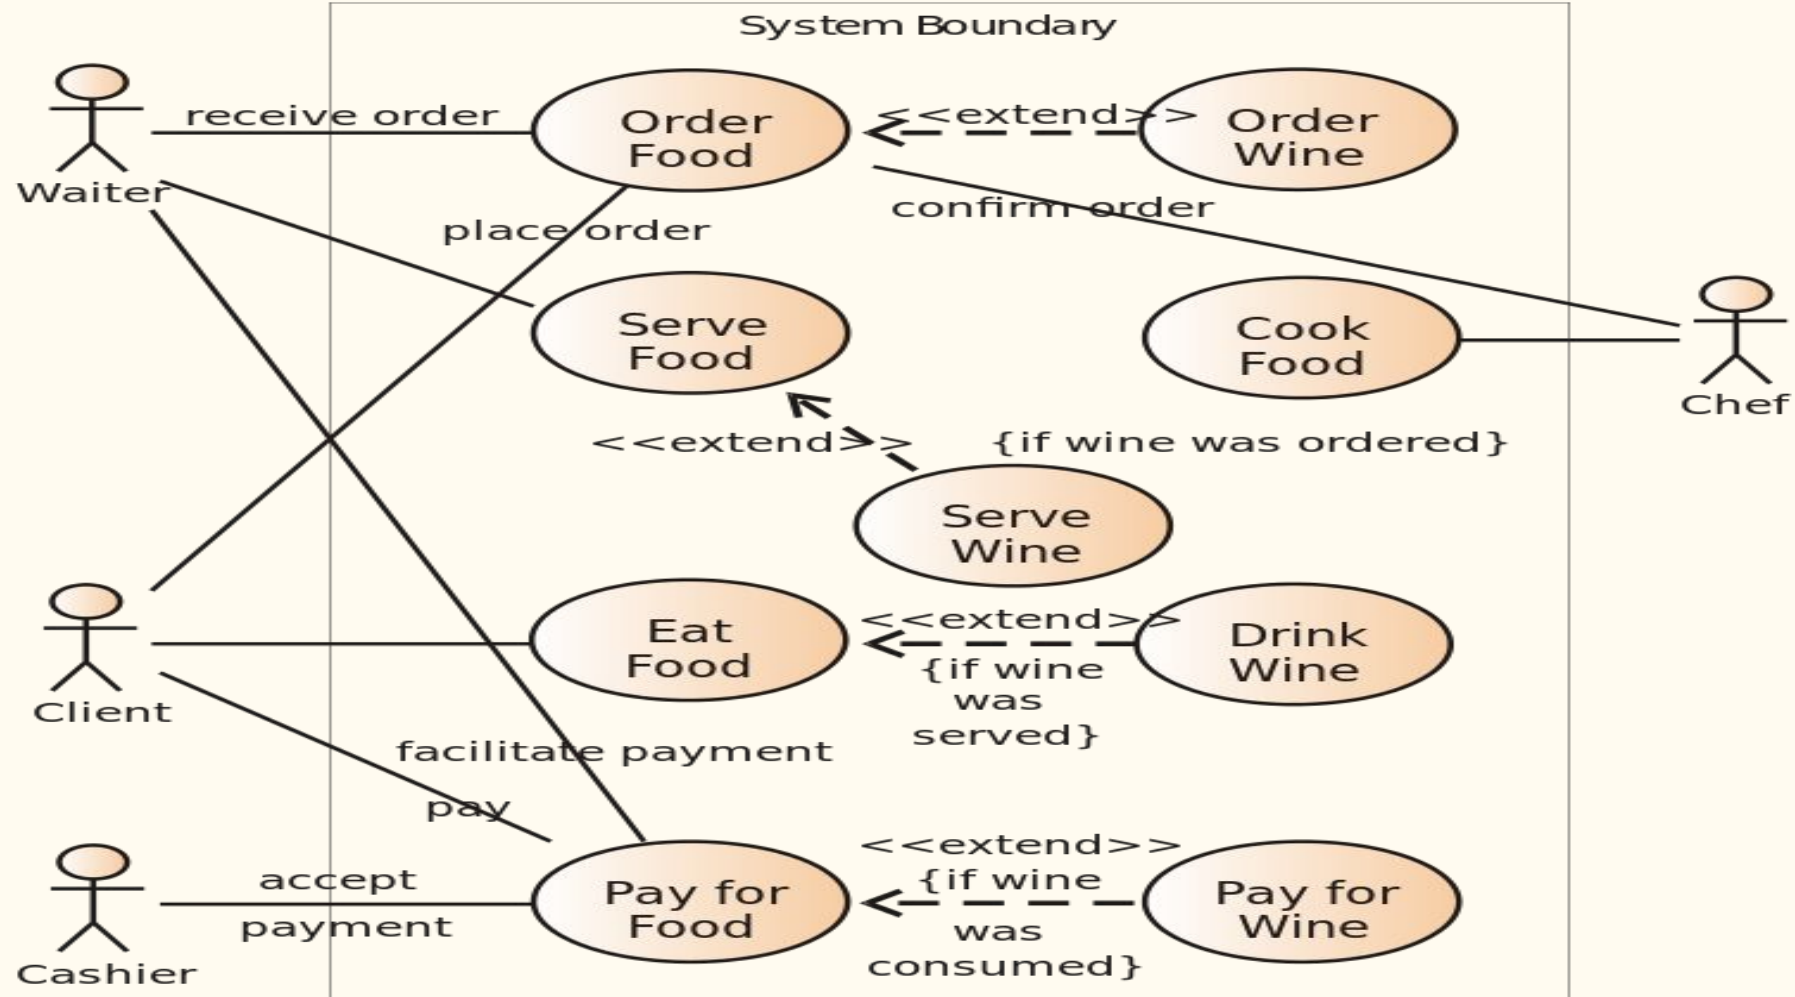 System Boundary
receive order
Order
Food
<<extend>>
Order
Wine
Waiter
place order
confirm order
Serve
Food
Cook
Food
Chef
<<extend>>
{if wine was ordered}
Serve
Wine
Client
Eat
Food
<<extend>>
{if wine
was
served}
Drink
Wine
facilitate payment
pay
accept
payment
Cashier
Pay for
Food
<<extend>>
{if wine
was
consumed}
Pay for
Wine